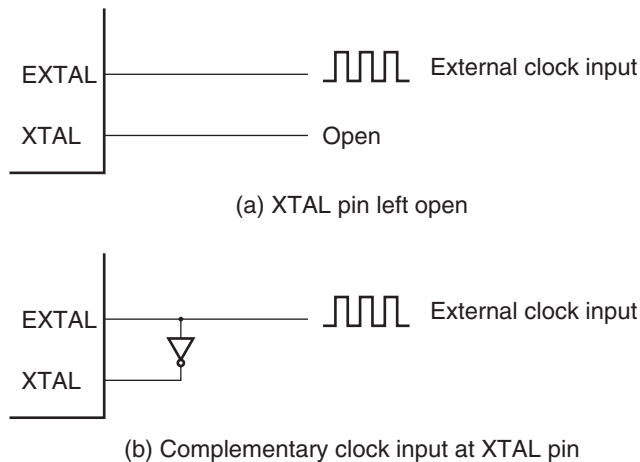 EXTAL External clock input
XTAL Open
(a) XTAL pin left open
EXTAL External clock input
XTAL
(b) Complementary clock input at XTAL pin